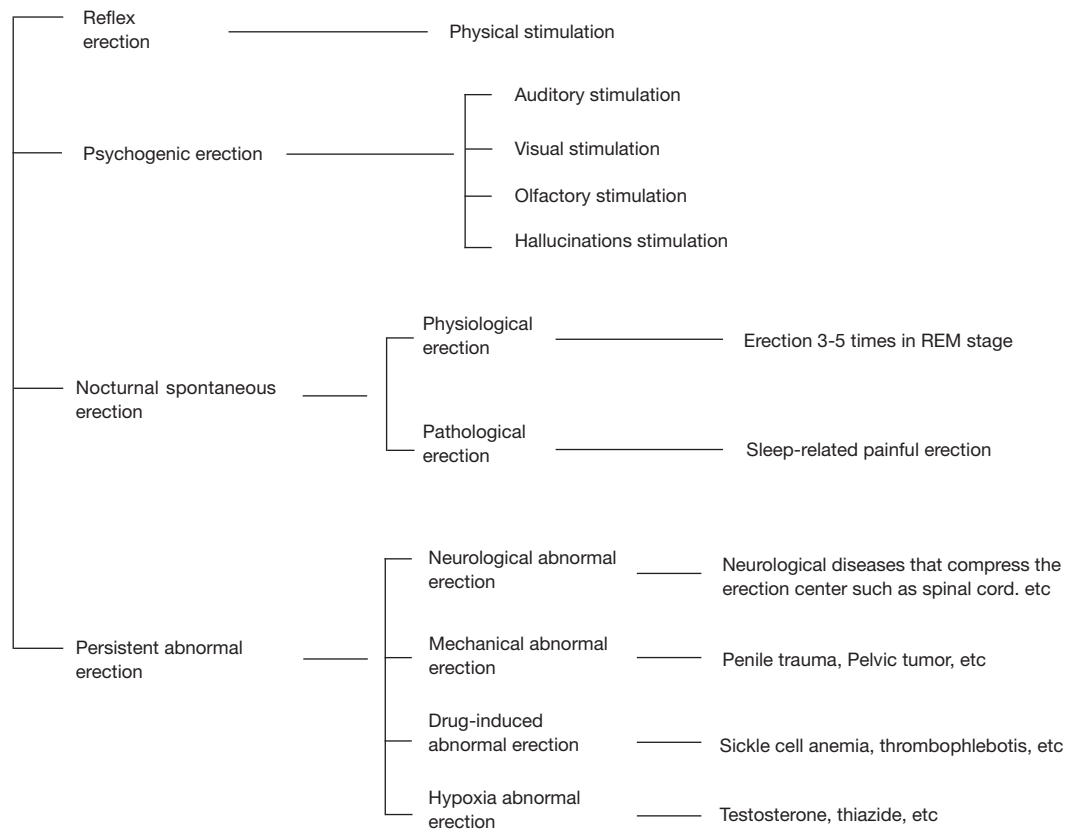 Reflex
erection
Physical stimulation
Psychogenic erection
Auditory stimulation
Visual stimulation
Olfactory stimulation
Hallucinations stimulation
Nocturnal spontaneous
erection
Physiological
erection
Erection 3-5 times in REM stage
Pathological
erection
Sleep-related painful erection
Persistent abnormal
erection
Neurological abnormal
erection
Neurological diseases that compress the
erection center such as spinal cord. etc
Mechanical abnormal
erection
Penile trauma, Pelvic tumor, etc
Drug-induced
abnormal erection
Sickle cell anemia, thrombophlebotis, etc
Hypoxia abnormal
erection
Testosterone, thiazide, etc